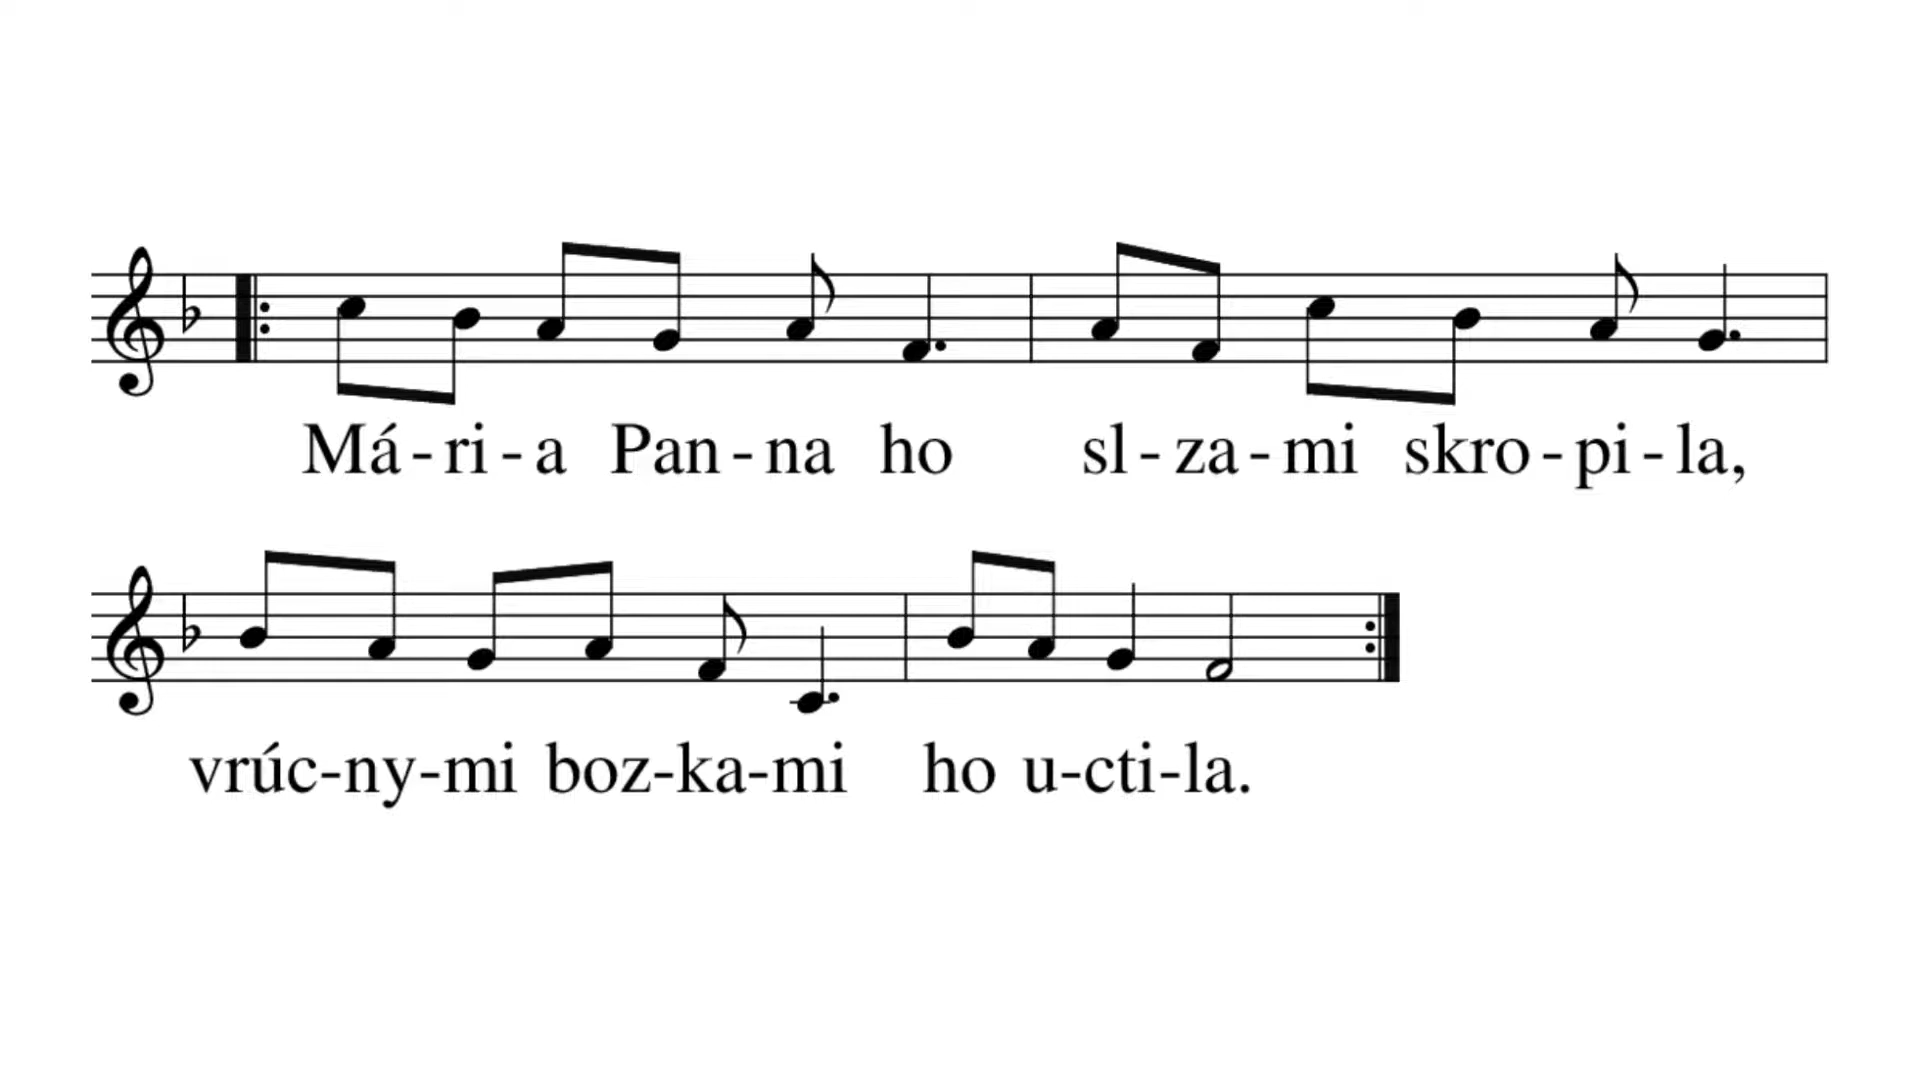 Má-ri-a Pan-na ho sl-za-mi skro-pi-la,
vrúc-ny-mi boz-ka-mi ho u-cti-la.